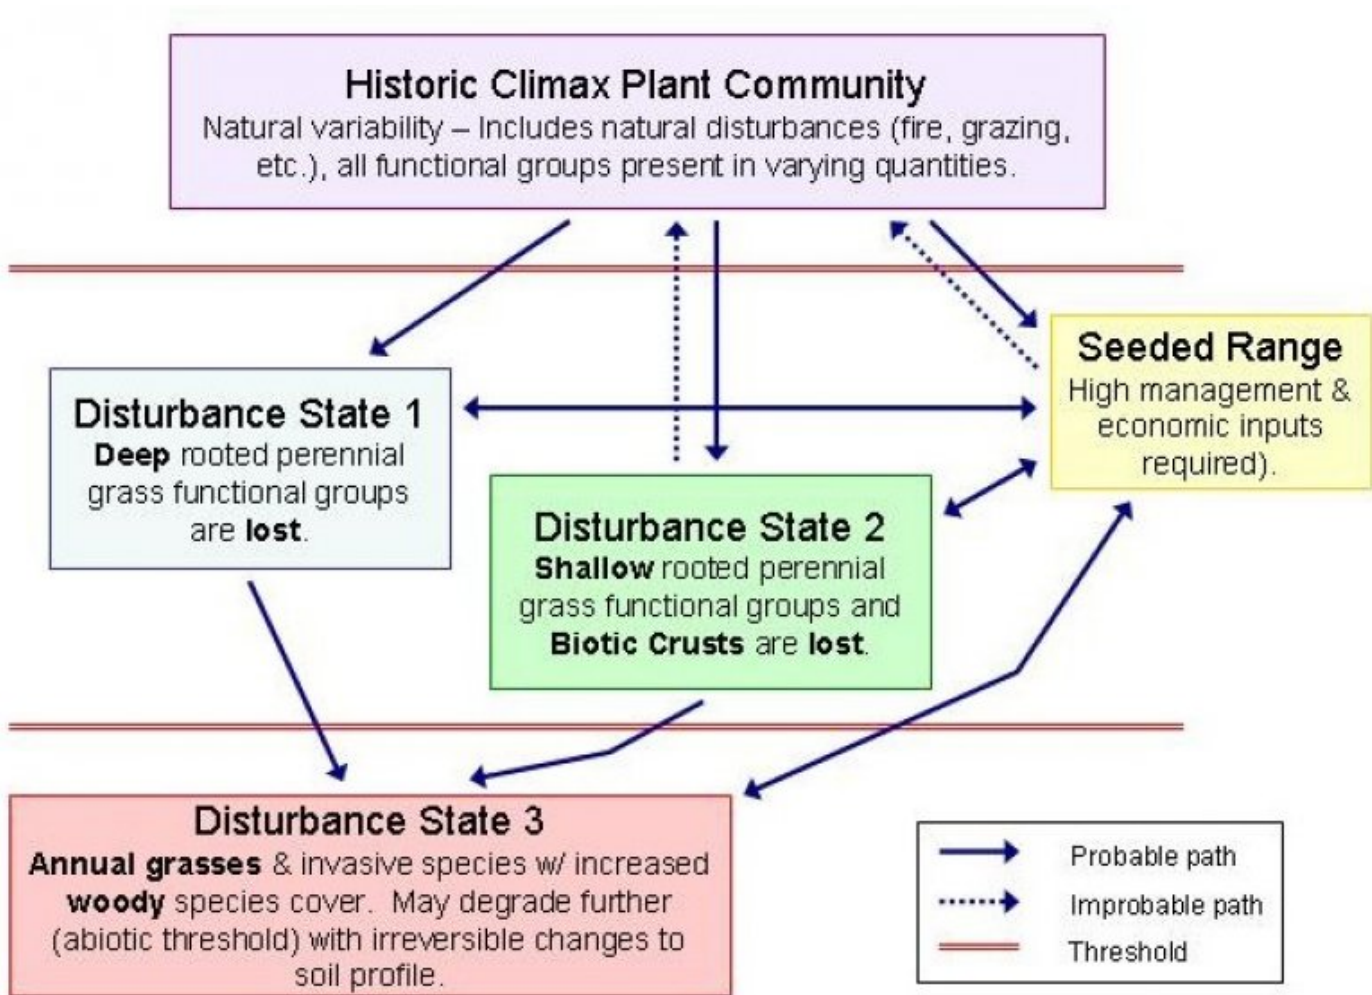 Historic Climax Plant Community
Natural variability – Includes natural disturbances (fire, grazing,
etc.), all functional groups present in varying quantities.
Seeded Range
High management &
economic inputs
required).
Disturbance State 1
Deep rooted perennial
grass functional groups
are lost.
Disturbance State 2
Shallow rooted perennial
grass functional groups and
Biotic Crusts are lost.
Disturbance State 3
Annual grasses & invasive species w/ increased
woody species cover. May degrade further
(abiotic threshold) with irreversible changes to
soil profile.
Probable path
Improbable path
Threshold